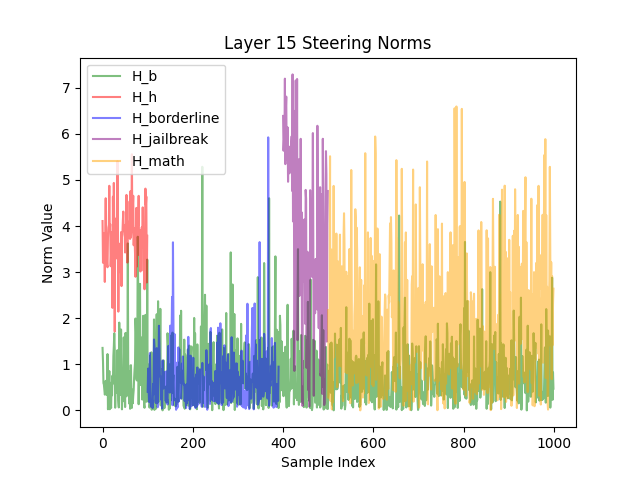 Layer 15 Steering Norms
H_b
H_h
H_borderline
H_jailbreak
H_math
Norm Value
7
6
5
4
3
2
1
0
0 200 400 600 800 1000
Sample Index